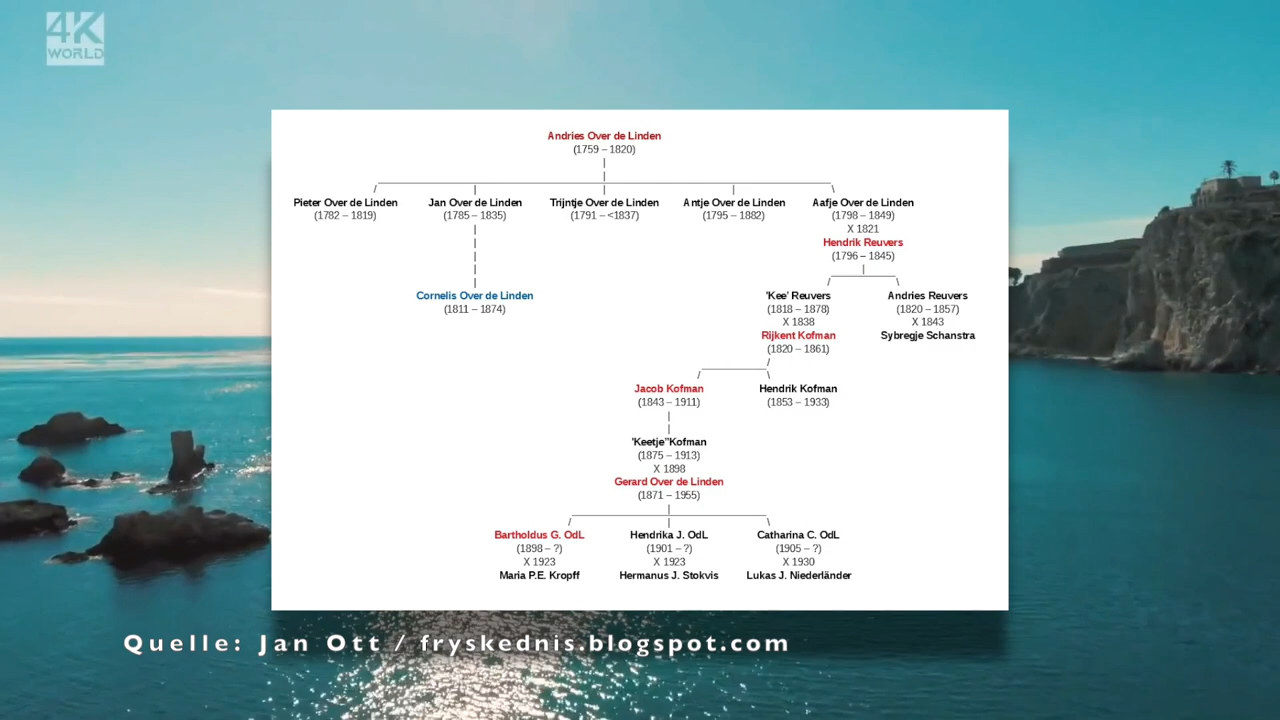 4K
WORLD
Andries Over de Linden
(1759 – 1820)
Pieter Over de Linden
(1782 – 1819)
Jan Over de Linden
(1785 – 1835)
Trijntje Over de Linden
(1791 – <1837)
Antje Over de Linden
(1795 – 1882)
Aafje Over de Linden
(1798 – 1849)
X 1821
Hendrik Reuvers
(1796 – 1845)
Cornelis Over de Linden
(1811 – 1874)
'Kee' Reuvers
(1818 – 1878)
X 1838
Rijkent Kofman
(1820 – 1861)
Andries Reuvers
(1820 – 1857)
X 1843
Sybregje Schanstra
Jacob Kofman
(1843 – 1911)
Hendrik Kofman
(1853 – 1933)
'Keetje''Kofman
(1875 – 1913)
X 1898
Gerard Over de Linden
(1871 – 1955)
Bartholdus G. OdL
(1898 – ?)
X 1923
Maria P.E. Kropff
Hendrika J. OdL
(1901 – ?)
X 1923
Hermanus J. Stokvis
Catharina C. OdL
(1905 – ?)
X 1930
Lukas J. Niederländer
Quelle: Jan Ott / fryskednis.blogspot.com